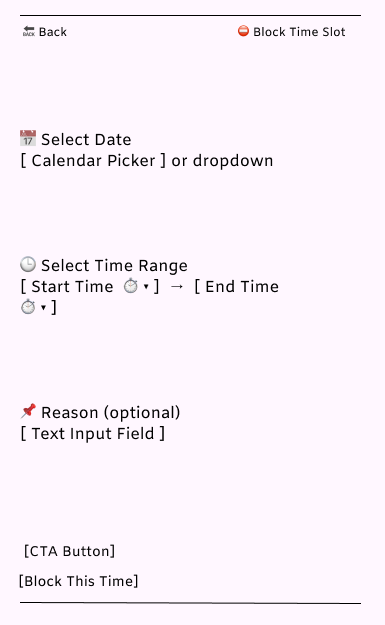 🔙 Back ⛔ Block Time Slot
📅 Select Date
[ Calendar Picker ] or dropdown
🕒 Select Time Range
[ Start Time ⏱▾ ] → [ End Time
⏱▾ ]
📌 Reason (optional)
[ Text Input Field ]
[CTA Button]
[Block This Time]